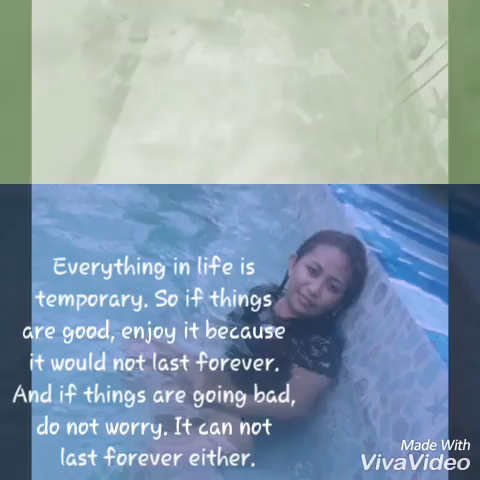 Everything in life is
temporary. So if things
are good, enjoy it because
it would not last forever.
And if things are going bad,
do not worry. It can not
last forever either.
Made With
VivaVideo